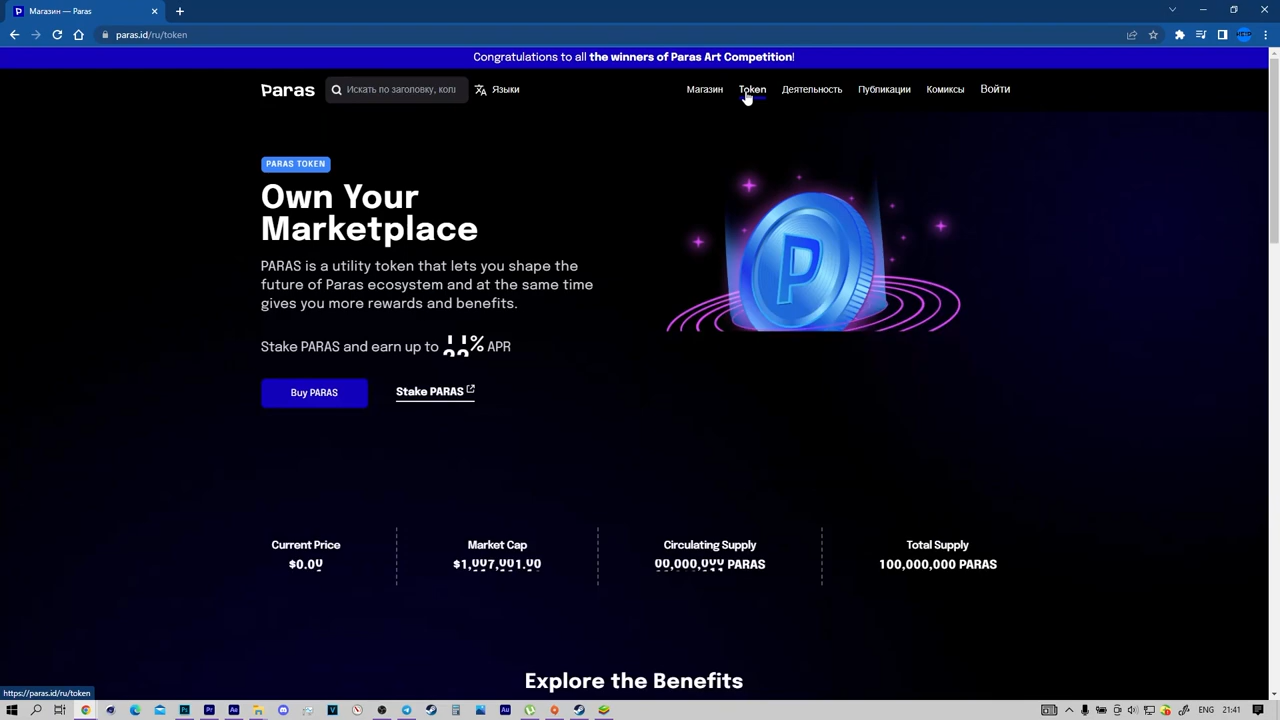 Магазин — Paras
paras.id/ru/token
Congratulations to all the winners of Paras Art Competition!
Paras
Искать по заголовку, кол
Языки
Магазин
Token
Деятельность
Публикации
Комиксы
Войти
PARAS TOKEN
Own Your
Marketplace
PARAS is a utility token that lets you shape the
future of Paras ecosystem and at the same time
gives you more rewards and benefits.
Stake PARAS and earn up to % APR
Buy PARAS
Stake PARAS
Current Price
Market Cap
Circulating Supply
Total Supply
PARAS
100,000,000 PARAS
Explore the Benefits
https://paras.id/ru/token
ENG
21:41